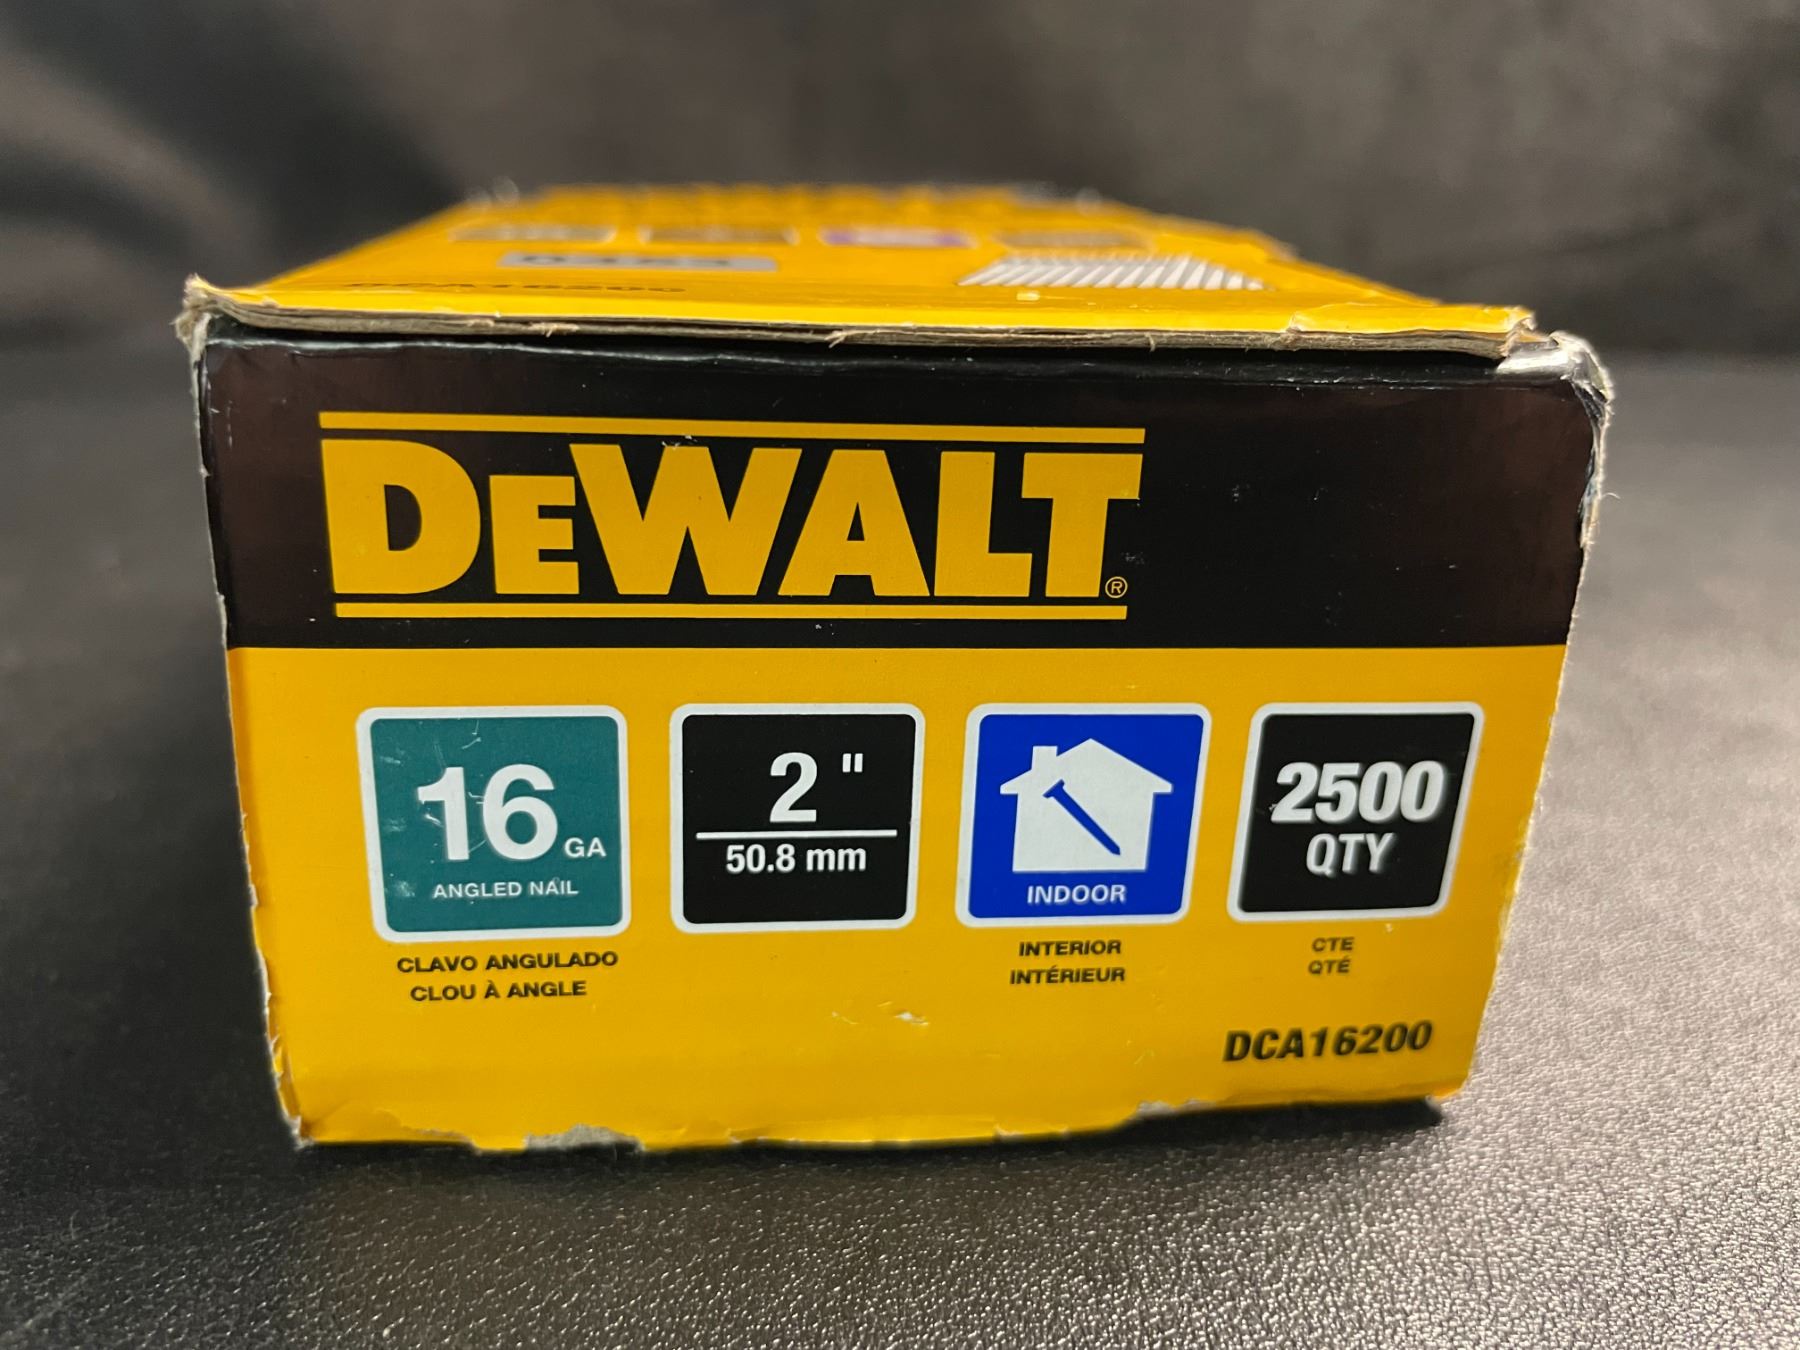 DCA16200
DEWALT®
16 GA
ANGLED NAIL
CLAVO ANGULADO
CLOU À ANGLE
2"
50.8 mm
INDOOR
INTERIOR
INTÉRIEUR
2500
QTY
CTE
QTÉ
DCA16200